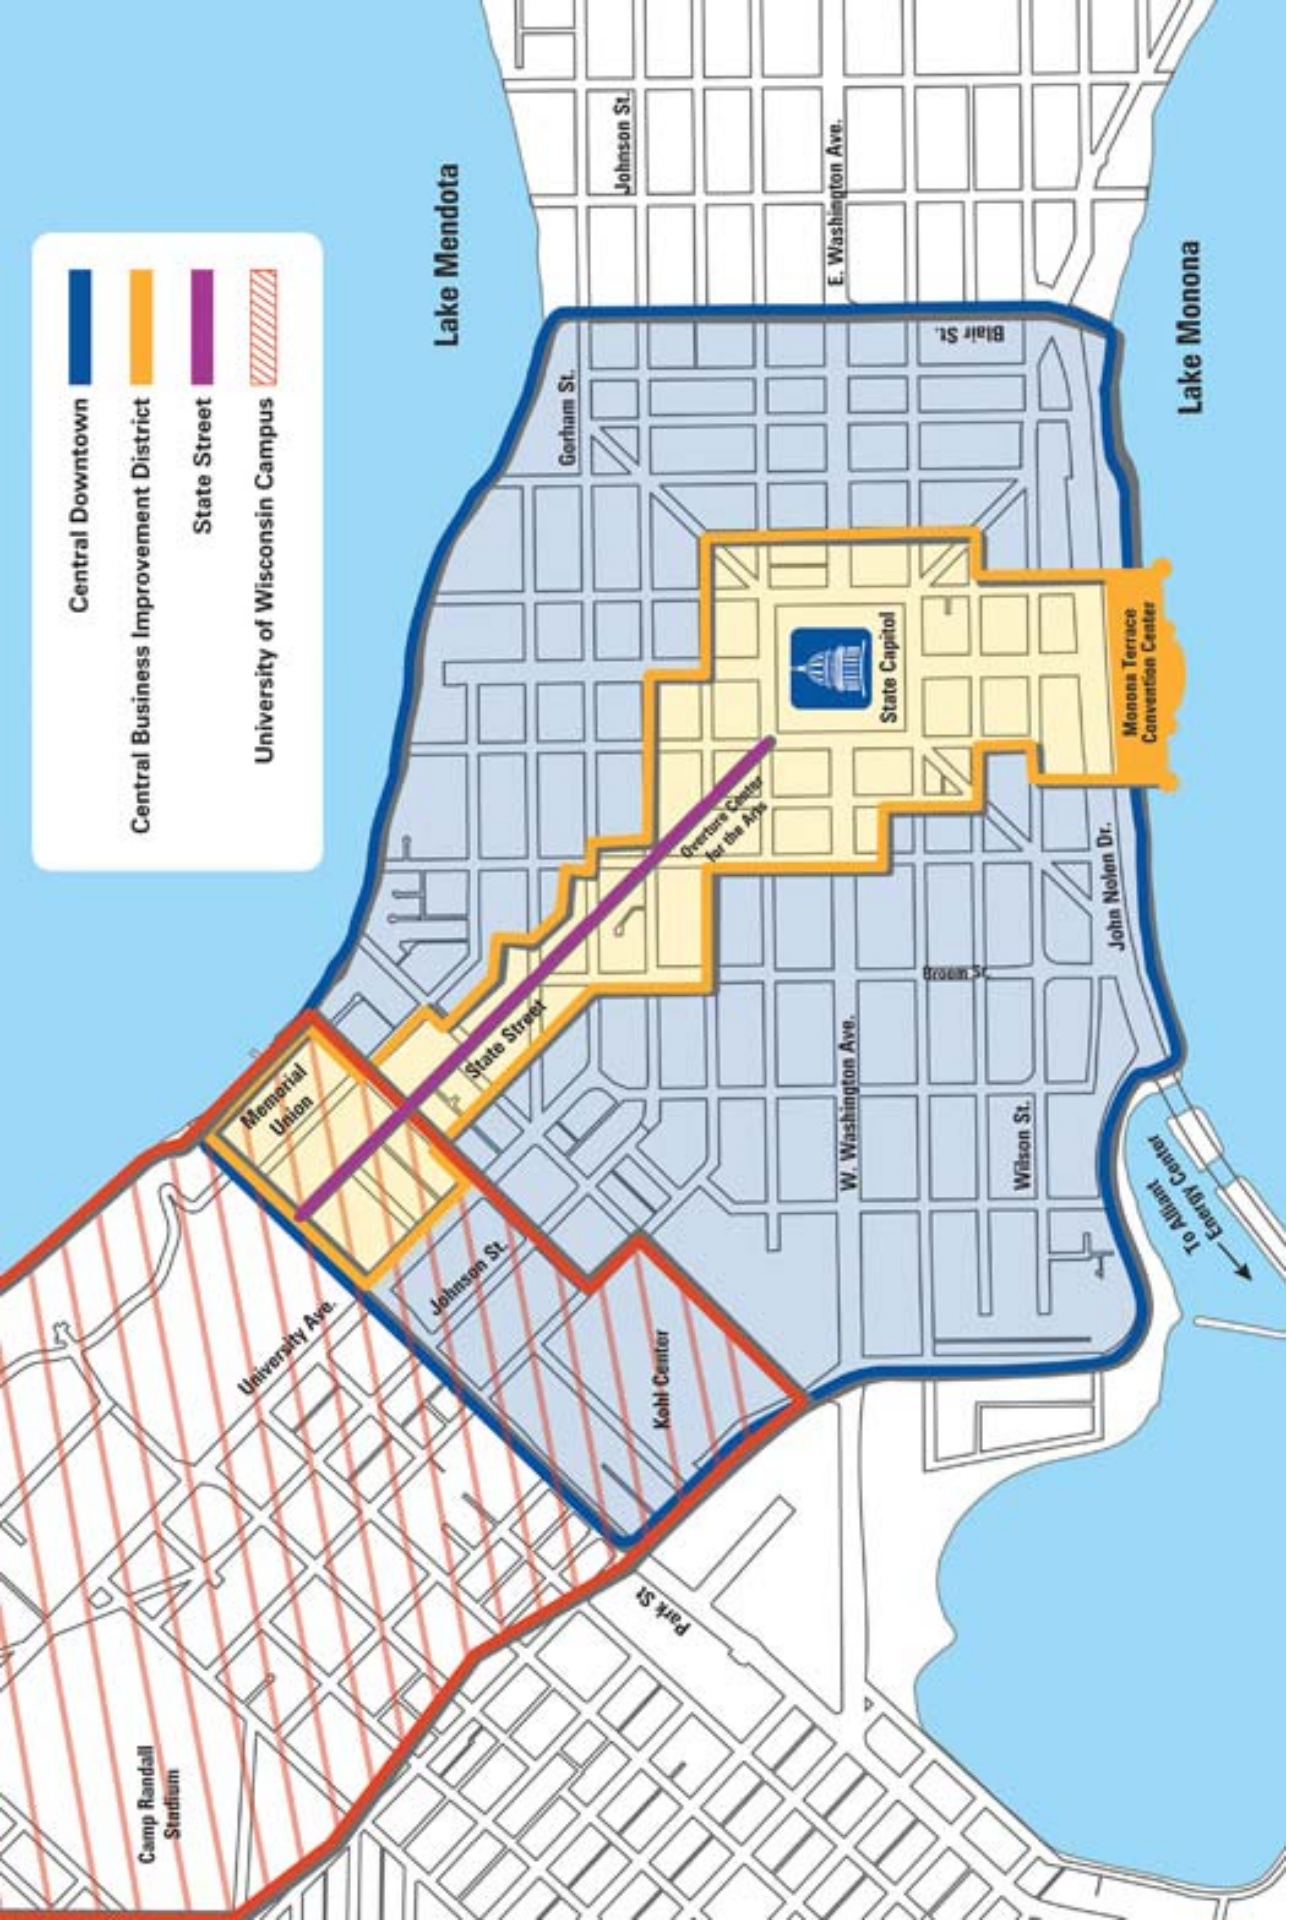 Central Downtown
Central Business Improvement District
State Street
University of Wisconsin Campus
Lake Mendota
Johnson St.
E. Washington Ave.
Lake Monona
Gorham St.
Blair St.
State Capitol
Monona Terrace
Convention Center
Overture Center
for the Arts
John Nolen Dr.
Broom St.
State Street
Memorial
Union
W. Washington Ave.
Wilson St.
To Alliant
Energy Center
Johnson St.
University Ave.
Kohl Center
Park St
Camp Randall
Stadium